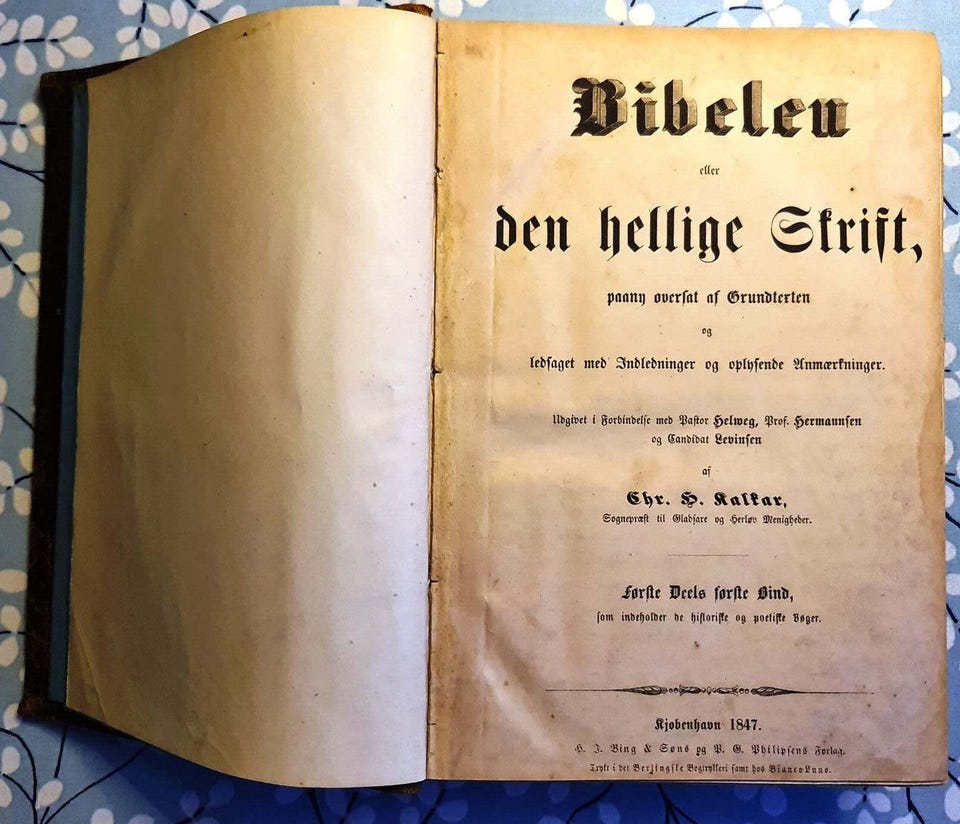 Bibelen
eller
den hellige Skrift,
paany oversat af Grundtexten
og
ledsaget med Indledninger og oplysende Anmærkninger.
Udgivet i Forbindelse med Pastor Helweg, Prof. Hermannsen
og Candidat Levinsen
af
Chr. H. Kalkar,
Sognepræst til Gladsaxe og Herløv Menigheder.
Første Deels første Bind,
som indeholder de historiske og poetiske Bøger.
Kjøbenhavn 1847.
H. J. Bing & Søns og P. G. Philipsens Forlag.
Trykt i det Berlingske Bogtrykkeri samt hos Bianco Luno.